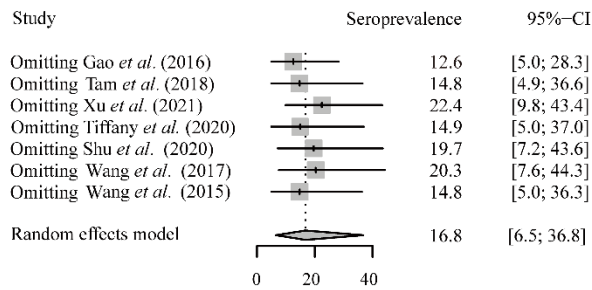 Study Seroprevalence 95%−CI
Omitting Gao et al. (2016) 12.6 [5.0; 28.3]
Omitting Tam et al. (2018) 14.8 [4.9; 36.6]
Omitting Xu et al. (2021) 22.4 [9.8; 43.4]
Omitting Tiffany et al. (2020) 14.9 [5.0; 37.0]
Omitting Shu et al. (2020) 19.7 [7.2; 43.6]
Omitting Wang et al. (2017) 20.3 [7.6; 44.3]
Omitting Wang et al. (2015) 14.8 [5.0; 36.3]
Random effects model 16.8 [6.5; 36.8]
0 20 40